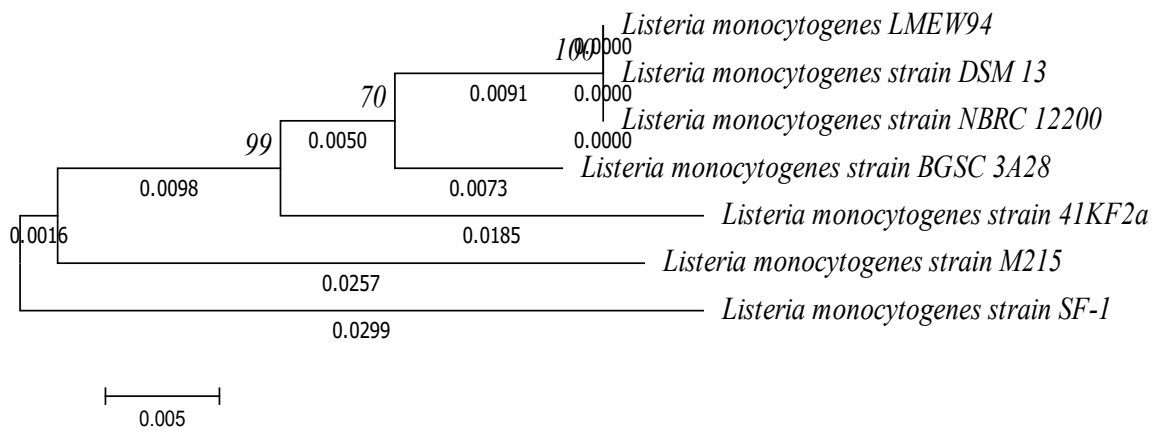 Listeria monocytogenes LMEW94
0.0000
100
Listeria monocytogenes strain DSM 13
70
0.0091
0.0000
Listeria monocytogenes strain NBRC 12200
99
0.0050
0.0000
Listeria monocytogenes strain BGSC 3A28
0.0098
0.0073
Listeria monocytogenes strain 41KF2a
0.0016
0.0185
Listeria monocytogenes strain M215
0.0257
Listeria monocytogenes strain SF-1
0.0299
0.005